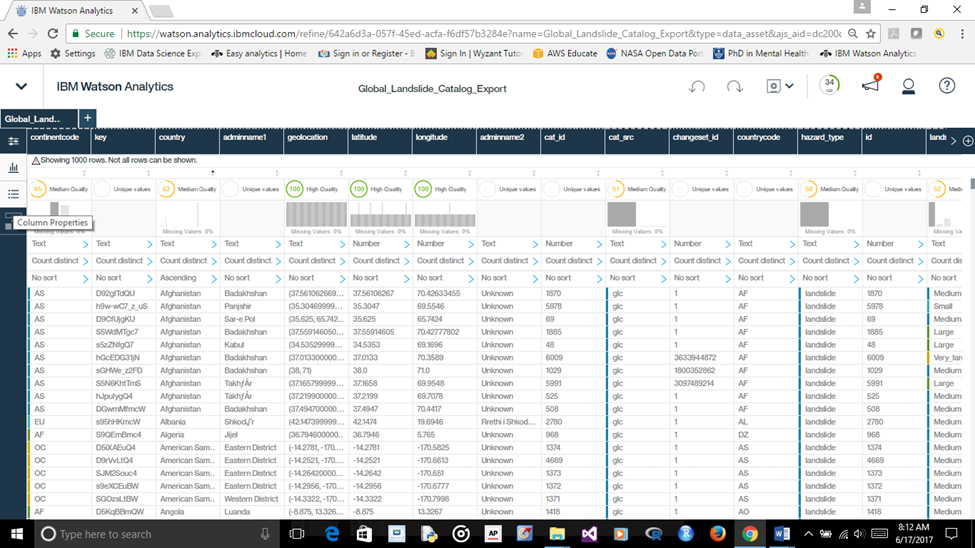 IBM Watson Analytics
Secure https://watson.analytics.ibmcloud.com/refine/642a6d3a-057f-45ed-acfa-f6df57b3284e?name=Global_Landslide_Catalog_Export&type=data_asset&ajs_aid=dc200c
Apps Settings IBM Data Science Expe Easy analytics | Home Sign in or Register - B Sign In | Wyzant Tutor AWS Educate NASA Open Data Port PhD in Mental Health IBM Watson Analytics
IBM Watson Analytics Global_Landslide_Catalog_Export 34 GB 8
Global_Land... +
continentcode key country adminname1 geolocation latitude longitude adminname2 cat_id cat_src changeset_id countrycode hazard_type id lands
Showing 1000 rows. Not all rows can be shown.
65 Medium Quality Unique values 62 Medium Quality Unique values 100 High Quality 100 High Quality 100 High Quality Unique values Unique values 51 Medium Quality Unique values Unique values 50 Medium Quality Unique values 52 Medium
Column Properties Missing Values: 0% Missing Values: 0% Missing Values: 0% Missing Values: 0% Missing Values: 0% Missing Values: 0% Missing
Text Text Text Text Text Number Number Text Number Text Number Text Text Number Text
Count distinct Count distinct Count distinct Count distinct Count distinct Count distinct Count distinct Count distinct Count distinct Count distinct Count distinct Count distinct Count distinct Count distinct Count dis
No sort No sort Ascending No sort No sort No sort No sort No sort No sort No sort No sort No sort No sort No sort No sort
AS Afghanistan Badakhshan (37.561062669... 37.56106267 70.42633455 Unknown 1870 glc 1 AF landslide 1870 Medium
AS h9w-wC7_z_uS Afghanistan Panjshir (35.30469999... 35.3047 69.5546 Unknown 5978 glc 1 AF landslide 5978 Small
AS D9CfUjgKU Afghanistan Sar-e Pol (35.625, 65.742... 35.625 65.7424 Unknown 69 glc 1 AF landslide 69 Medium
AS S5WdMTgc7 Afghanistan Badakhshan (37.559146050... 37.55914605 70.42777802 Unknown 1885 glc 1 AF landslide 1885 Large
AS s5zZNfgQ7 Afghanistan Kabul (34.53529999... 34.5353 69.1696 Unknown 48 glc 1 AF landslide 48 Large
AS hGcEDG31jN Afghanistan Badakhshan (37.013300000... 37.0133 70.3589 Unknown 6009 glc 3633944872 AF landslide 6009 Very_larg
AS sGHWe_z2FD Afghanistan Badakhshan (38, 71) 38.0 71.0 Unknown 1029 glc 1800352862 AF landslide 1029 Medium
AS S5N6KhtTmS Afghanistan (37.165799999... 37.1658 69.9548 Unknown 5991 glc 3097489214 AF landslide 5991 Large
AS hJpuIygQ4 Afghanistan (37.219900000... 37.2199 69.7078 Unknown 525 glc 1 AF landslide 525 Medium
AS DGwmMfmcW Afghanistan Badakhshan (37.494700000... 37.4947 70.4417 Unknown 508 glc 1 AF landslide 508 Medium
EU s95hHKrncW Albania (42.147399999... 42.1474 19.6946 Rrethi i Shkod... 2780 glc 1 AL landslide 2780 Medium
AF S9QEmBmc4 Algeria Jijel (36.794600000... 36.7946 5.765 Unknown 968 glc 1 DZ landslide 968 Medium
OC D5iXAEuQ4 American Sam... Eastern District (-14.2781, -170.... -14.2781 -170.5825 Unknown 1374 glc 1 AS landslide 1374 Medium
OC American Sam... Eastern District (-14.2521, -170.... -14.2521 -170.6613 Unknown 4669 glc 1 AS landslide 4669 Medium
OC SJM2Souc4 American Sam... Eastern District (-14.26420000... -14.2642 -170.651 Unknown 1373 glc 1 AS landslide 1373 Medium
OC s9eXCEuBW American Sam... Eastern District (-14.2956, -170.... -14.2956 -170.6777 Unknown 1372 glc 1 AS landslide 1372 Medium
OC SGOzsLtBW American Sam... Western District (-14.3322, -170.... -14.3322 -170.7998 Unknown 1371 glc 1 AS landslide 1371 Medium
AF D5KqBBmQW Angola Luanda (-8.875, 13.326... -8.875 13.3267 Unknown 1418 glc 1 AO landslide 1418 Medium
Type here to search
8:12 AM
6/17/2017